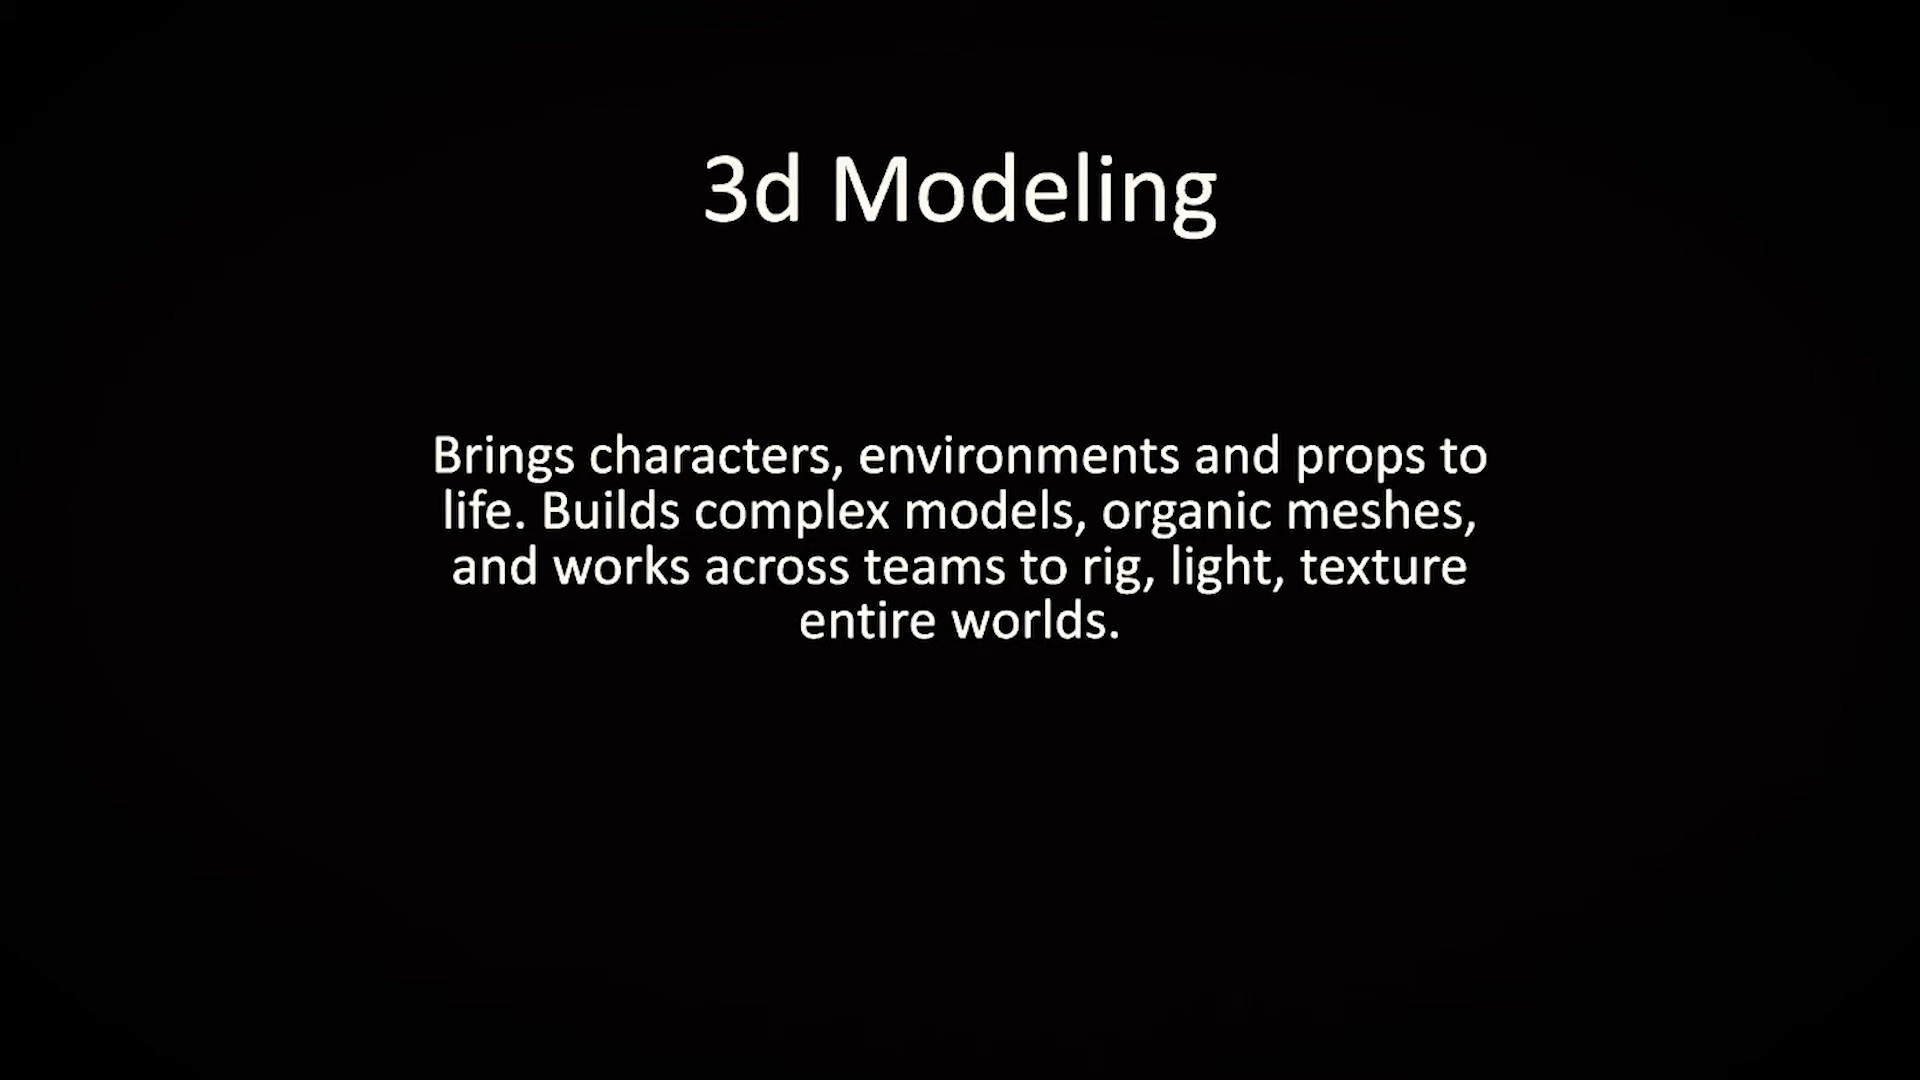 3d Modeling
Brings characters, environments and props to
life. Builds complex models, organic meshes,
and works across teams to rig, light, texture
entire worlds.